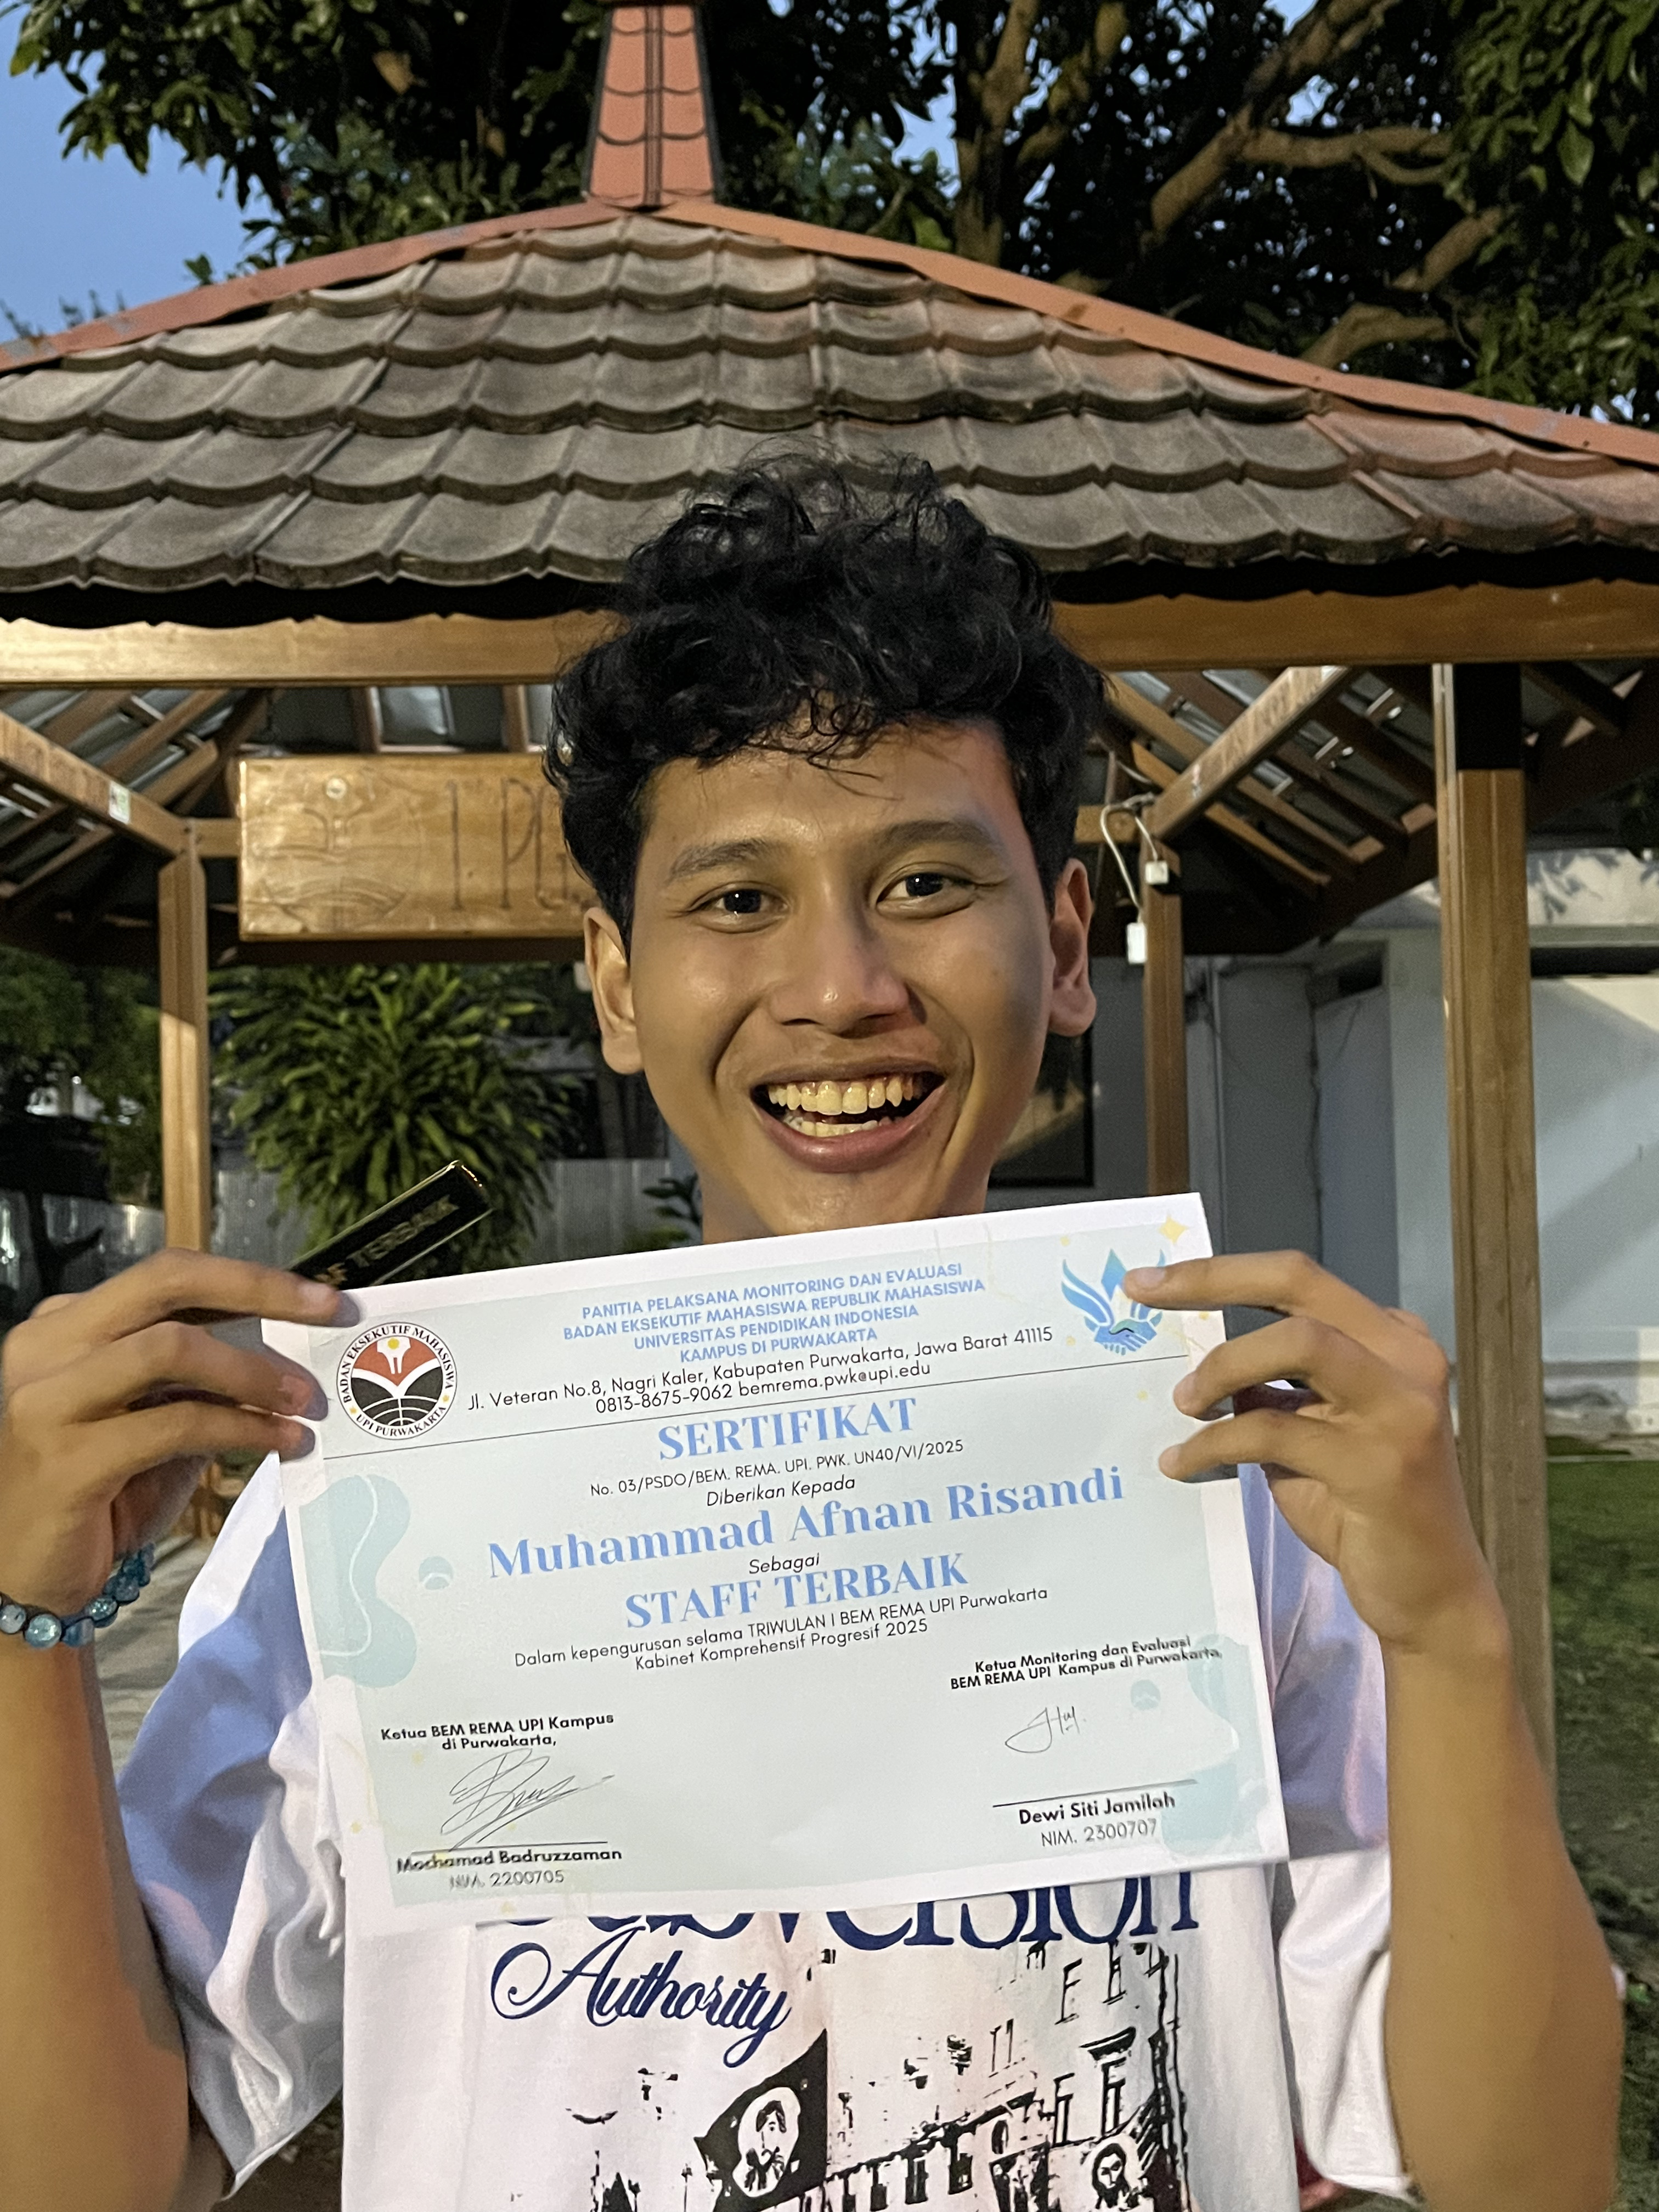 I PG
STAFF TERBAIK
PANITIA PELAKSANA MONITORING DAN EVALUASI
BADAN EKSEKUTIF MAHASISWA REPUBLIK MAHASISWA
UNIVERSITAS PENDIDIKAN INDONESIA
KAMPUS DI PURWAKARTA
Jl. Veteran No.8, Nagri Kaler, Kabupaten Purwakarta, Jawa Barat 41115
0813-8675-9062 bemrema.pwk@upi.edu
BADAN EKSEKUTIF MAHASISWA
UPI PURWAKARTA
SERTIFIKAT
No. 03/PSDO/BEM. REMA. UPI. PWK. UN40/VI/2025
Diberikan Kepada
Muhammad Afnan Risandi
Sebagai
STAFF TERBAIK
Dalam kepengurusan selama TRIWULAN I BEM REMA UPI Purwakarta
Kabinet Komprehensif Progresif 2025
Ketua BEM REMA UPI Kampus
di Purwakarta,
Mochamad Badruzzaman
NIM. 2200705
Ketua Monitoring dan Evaluasi
BEM REMA UPI Kampus di Purwakarta,
Dewi Siti Jamilah
NIM. 2300707
Authority